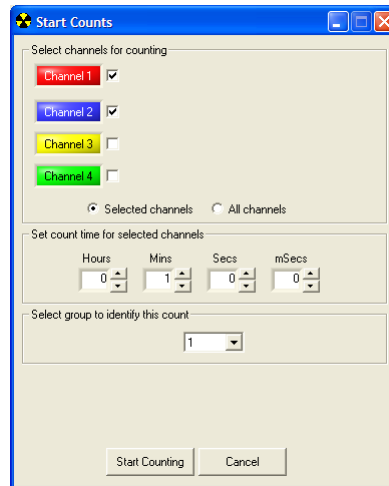 Start Counts
Select channels for counting
Channel 1
Channel 2
Channel 3
Channel 4
Selected channels All channels
Set count time for selected channels
Hours Mins Secs mSecs
0 1 0 0
Select group to identify this count
1
Start Counting Cancel